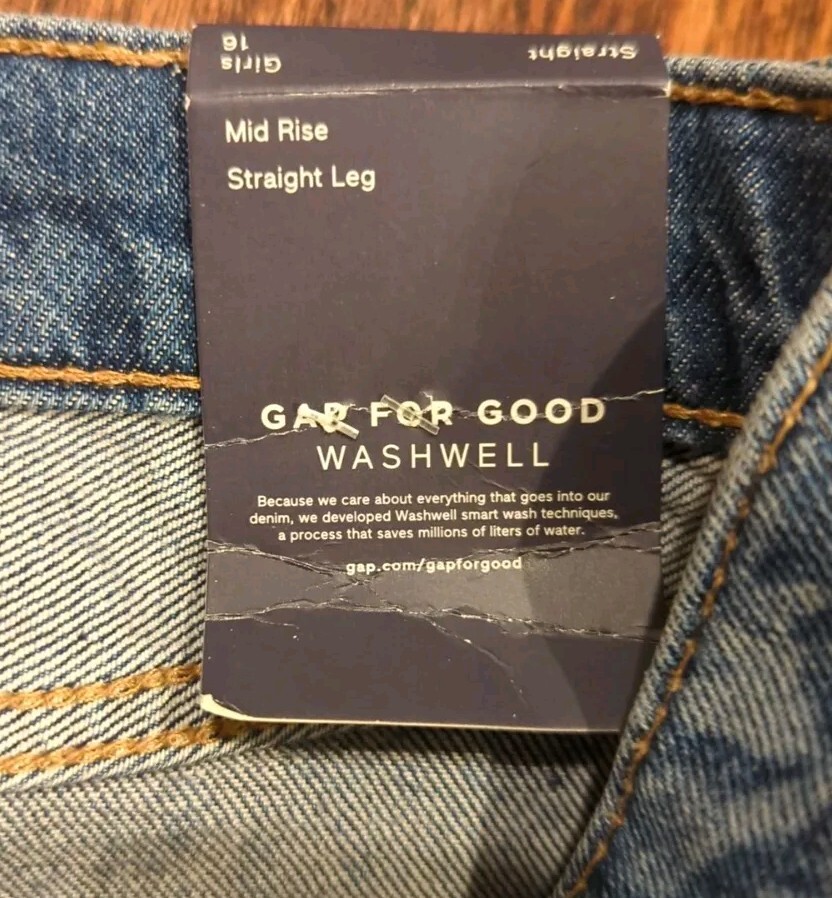 Girls Straight
16
Mid Rise
Straight Leg
GAP FOR GOOD
WASHWELL
Because we care about everything that goes into our
denim, we developed Washwell smart wash techniques,
a process that saves millions of liters of water.
gap.com/gapforgood